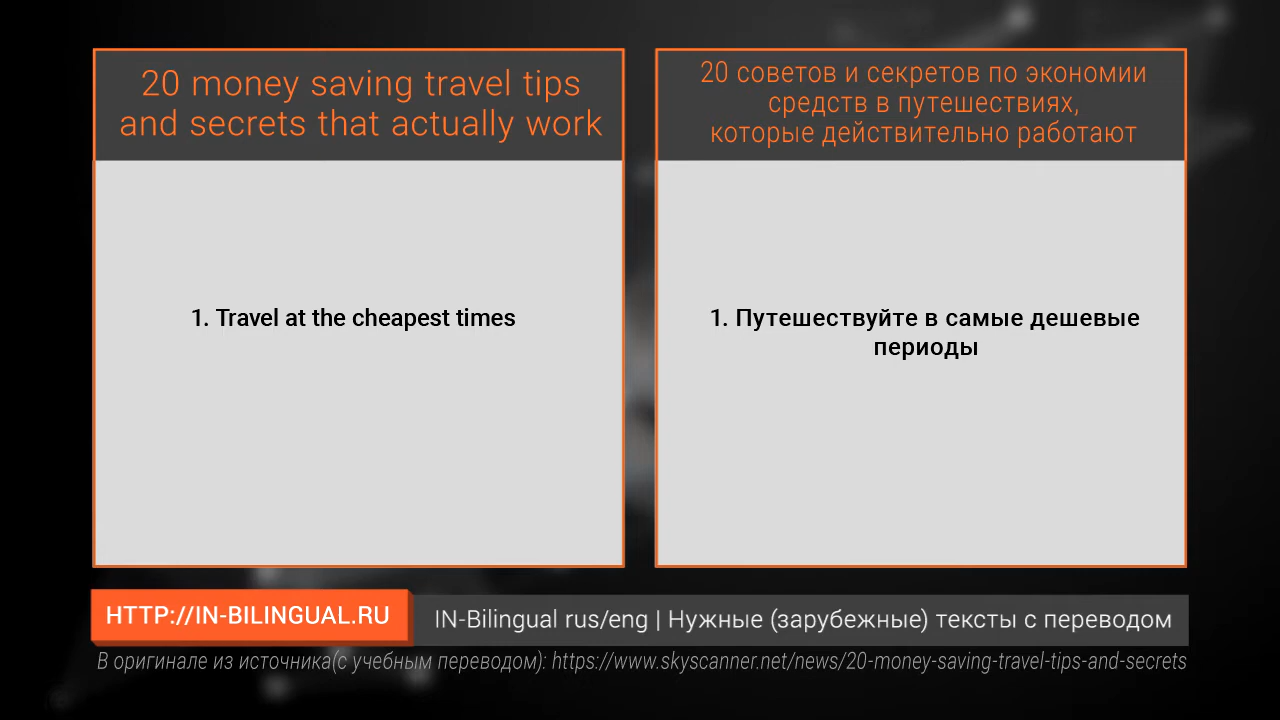 20 money saving travel tips
and secrets that actually work
1. Travel at the cheapest times
20 советов и секретов по экономии
средств в путешествиях,
которые действительно работают
1. Путешествуйте в самые дешевые
периоды
HTTP://IN-BILINGUAL.RU
IN-Bilingual rus/eng | Нужные (зарубежные) тексты с переводом
В оригинале из источника(с учебным переводом): https://www.skyscanner.net/news/20-money-saving-travel-tips-and-secrets